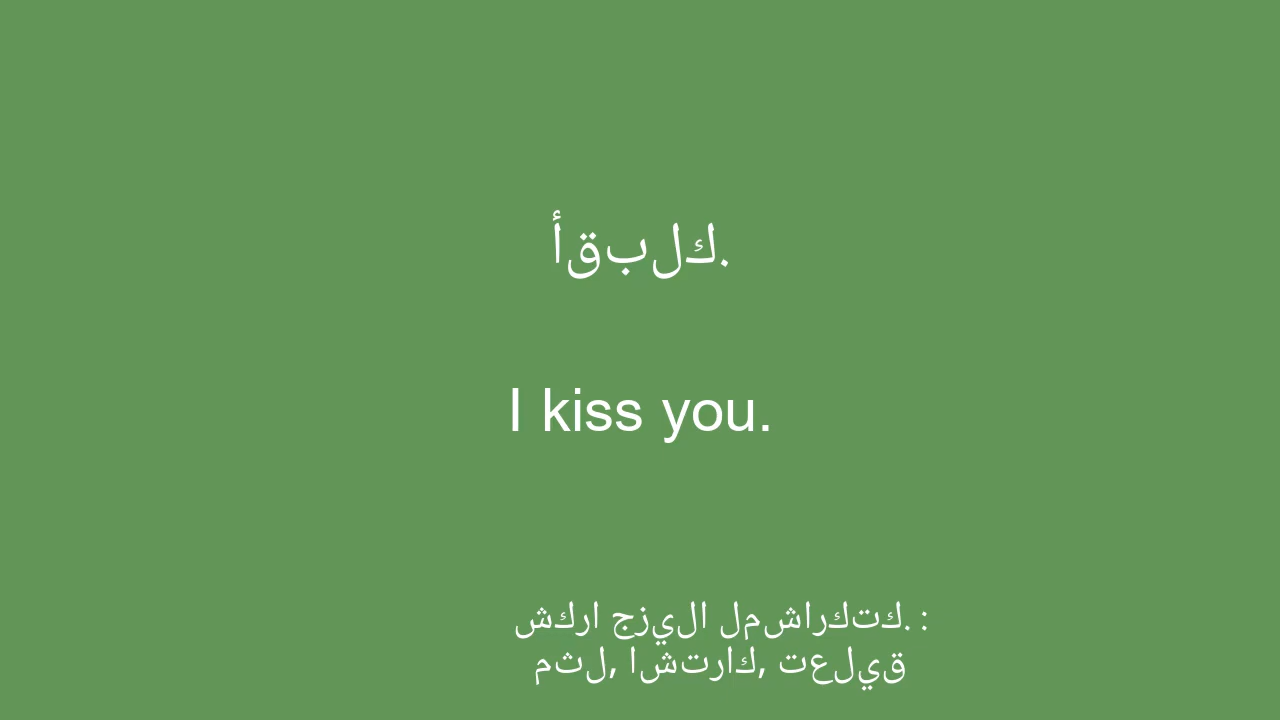 أقبلك.
I kiss you.
شكرا جزيلا لمشاركتك. :
مثل, اشتراك, تعليق